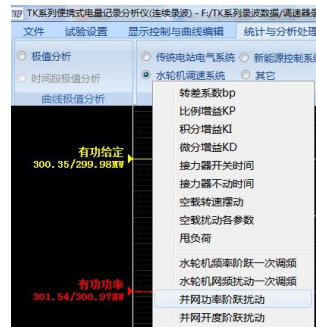 TK系列便携式电量记录分析仪(连续录波) - F:/TK系列录波数据/调速器
文件 试验设置 显示控制与曲线编辑 统计与分析处理
极值分析 传统电站电气系统 新能源控制系
时间段极值分析 水轮机调速系统 其它
曲线极值分析
转差系数bp
比例增益KP
积分增益KI
微分增益KD
接力器开关时间
接力器不动时间
空载转速摆动
空载扰动各参数
甩负荷
水轮机频率阶跃一次调频
水轮机网频扰动一次调频
并网功率阶跃扰动
并网开度阶跃扰动
有功给定
300.35/299.98MW
有功功率
301.54/300.97MW